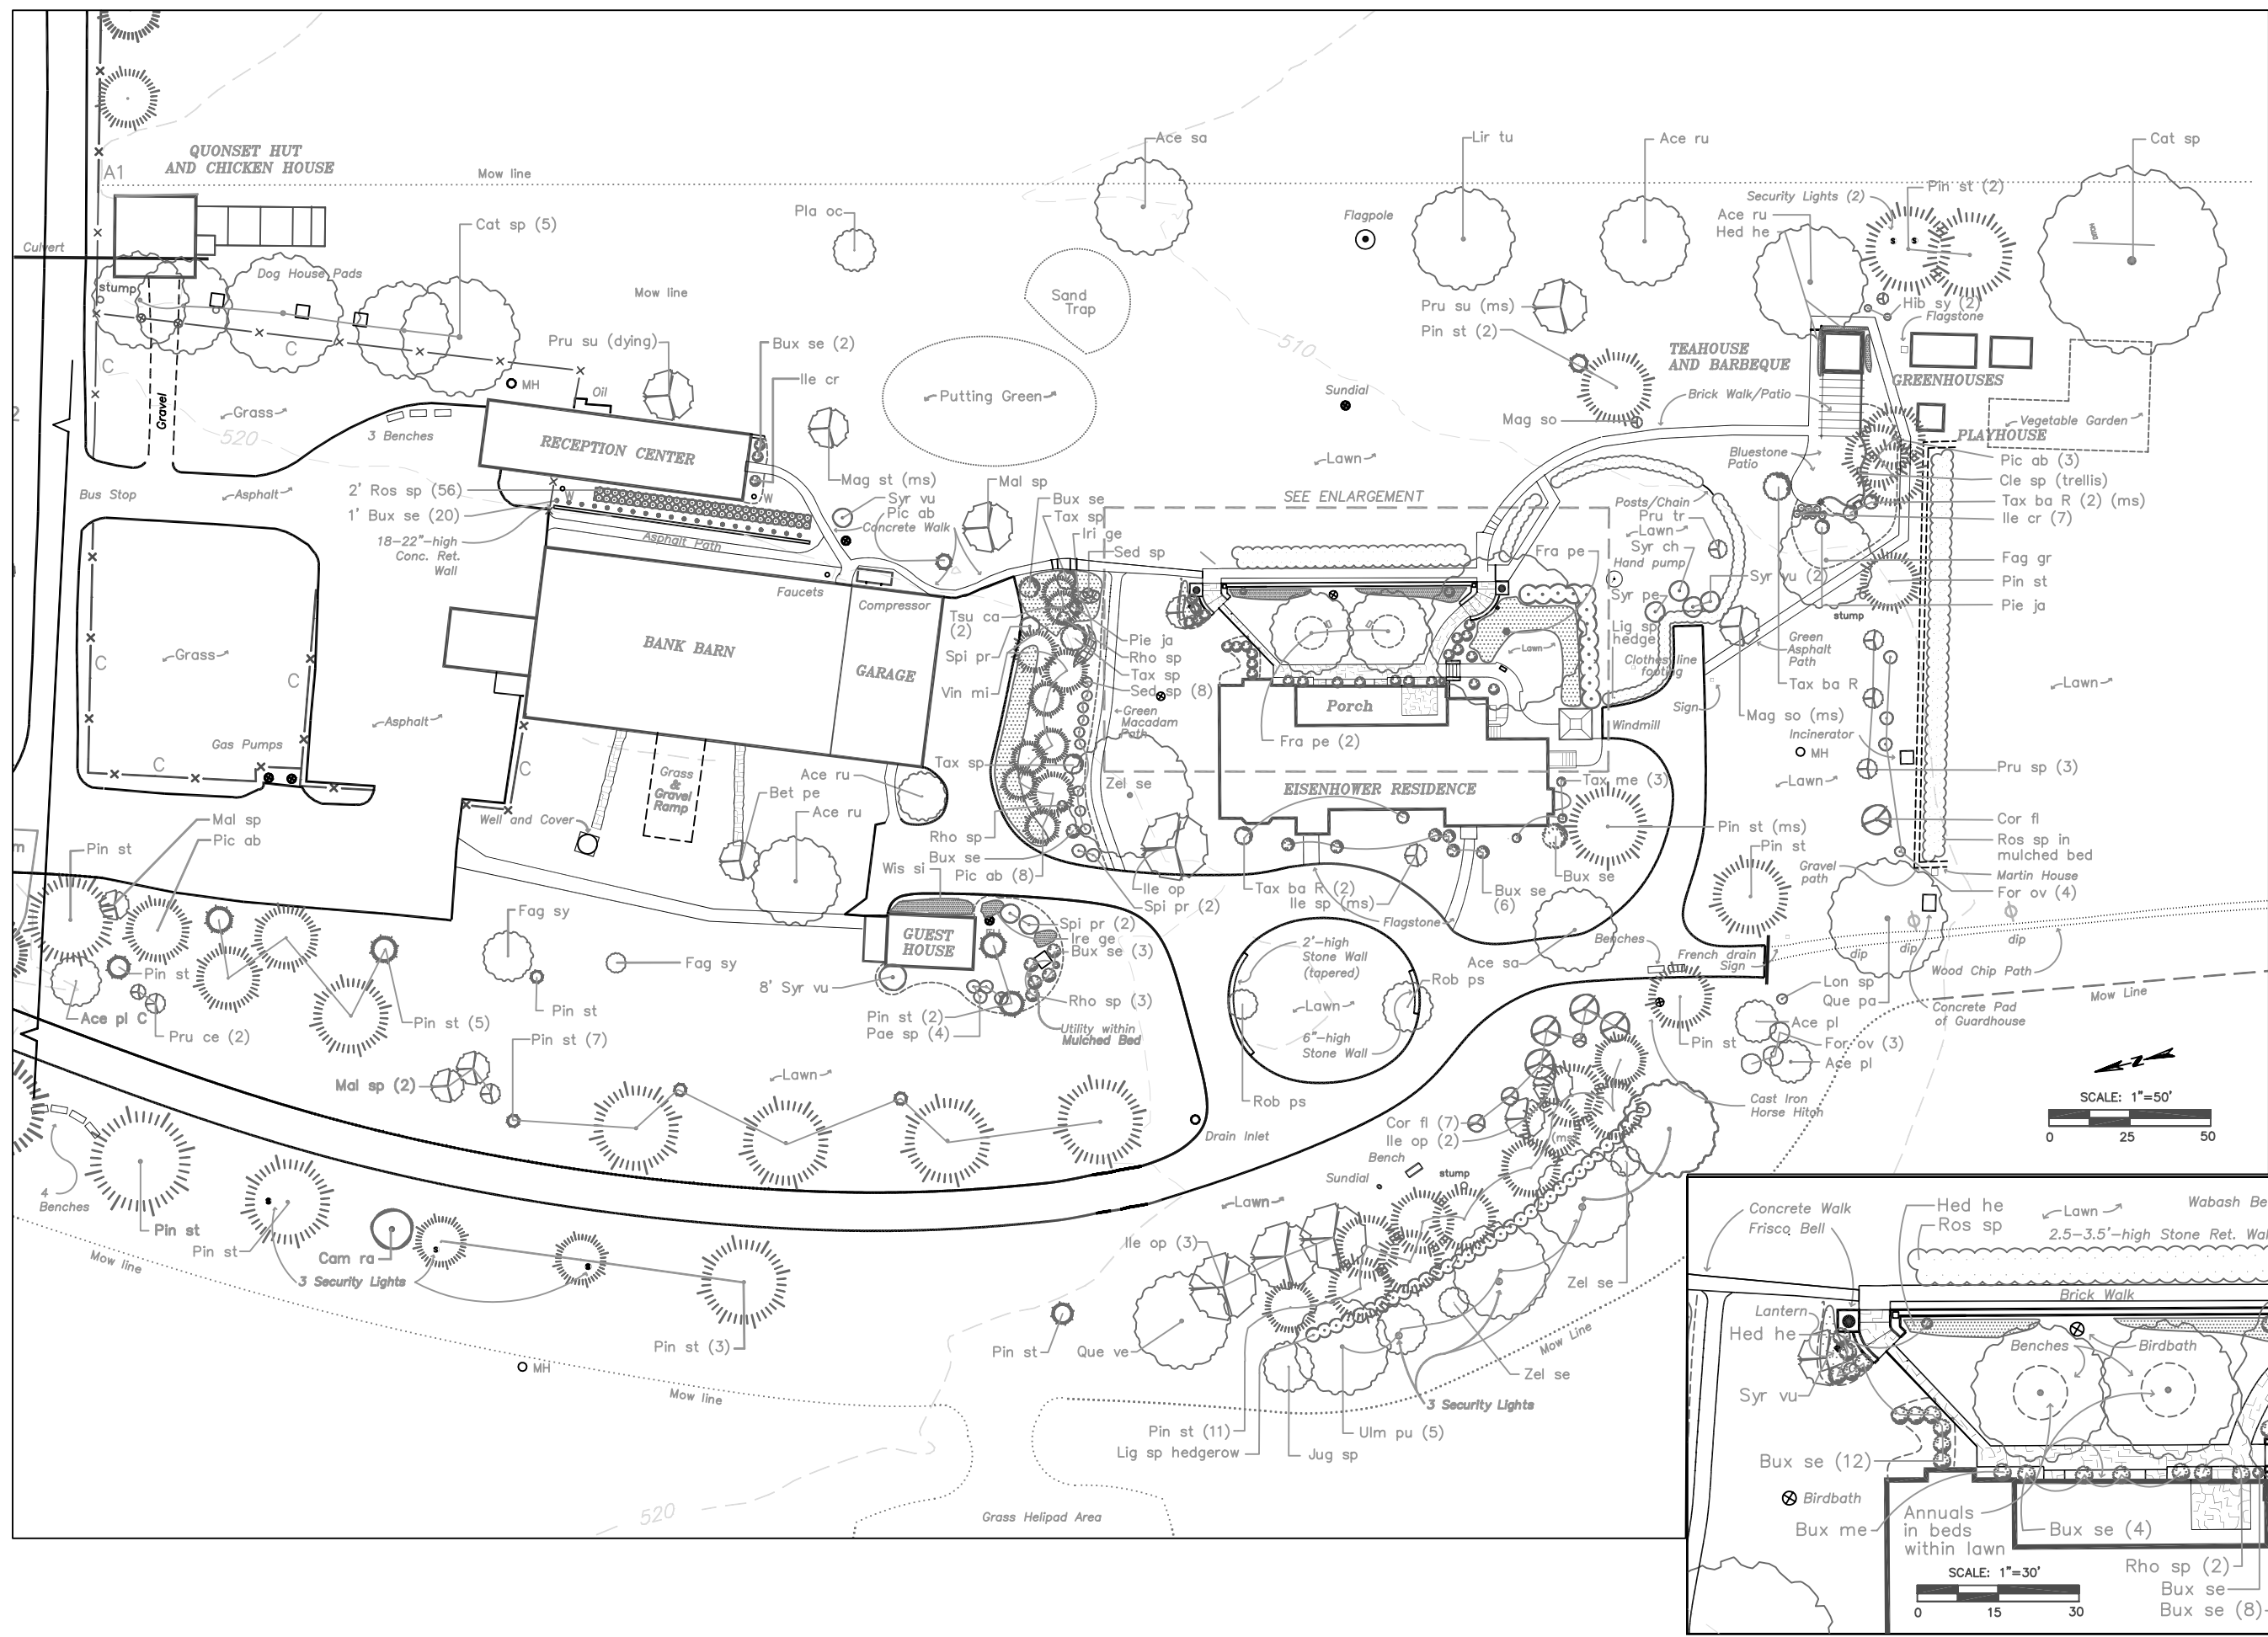 QUONSET HUT
AND CHICKEN HOUSE
A1
Mow line
Ace sa
Lir tu
Ace ru
Cat sp
Security Lights (2)
Pin st (2)
Culvert
Cat sp (5)
Pla oc
Flagpole
Ace ru
Hed he
Dog House Pads
stump
Mow line
Sand
Trap
Pru su (ms)
Pin st (2)
Hib sy (2)
Flagstone
510
TEAHOUSE
AND BARBEQUE
GREENHOUSES
C
C
Pru su (dying)
Bux se (2)
Ile cr
MH
Oil
Putting Green
Sundial
Brick Walk/Patio
Gravel
Grass
520
3 Benches
RECEPTION CENTER
Mag so
Vegetable Garden
PLAYHOUSE
Lawn
Bluestone
Patio
Pic ab (3)
Cle sp (trellis)
Tax ba R (2) (ms)
Ile cr (7)
Bus Stop
Asphalt
2' Ros sp (56)
1' Bux se (20)
18-22"-high
Conc. Ret.
Wall
W
W
Mag st (ms)
Syr vu
Pic ab
Concrete Walk
Mal sp
Bux se
Tax sp
Iri ge
Sed sp
SEE ENLARGEMENT
Posts/Chain
Pru tr
Lawn
Syr ch
Hand pump
Syr pe
Syr vu (2)
Fag gr
Pin st
Pie ja
stump
Asphalt Path
Faucets
Compressor
Fra pe
Lig sp
hedge
Clothes line
footing
Green
Asphalt
Path
BANK BARN
GARAGE
Grass
C
C
C
C
Asphalt
Gas Pumps
Tsu ca
(2)
Spi pr
Vin mi
Pie ja
Rho sp
Tax sp
Sed sp (8)
Green
Macadam
Path
Lawn
Porch
Fra pe (2)
Windmill
Sign
Tax ba R
Mag so (ms)
Incinerator
MH
Lawn
Lawn
Pru sp (3)
Grass
&
Gravel
Ramp
Ace ru
Bet pe
Ace ru
Well and Cover
Tax sp
Zel se
EISENHOWER RESIDENCE
Tax me (3)
Pin st (ms)
Pin st
Cor fl
Ros sp in
mulched bed
Martin House
For ov (4)
Gravel
path
Mal sp
Pic ab
Pin st
Rho sp
Bux se
Pic ab (8)
Wis si
Ile op
Spi pr (2)
Tax ba R (2)
Ile sp (ms)
Flagstone
Bux se
(6)
Bux se
Fag sy
GUEST
HOUSE
Spi pr (2)
Ire ge
Bux se (3)
Fag sy
8' Syr vu
Rho sp (3)
Pin st (2)
Pae sp (4)
Utility within
Mulched Bed
2'-high
Stone Wall
(tapered)
Lawn
6"-high
Stone Wall
Rob ps
Rob ps
Ace sa
Benches
French drain
Sign
dip
dip
dip
Wood Chip Path
Mow Line
Lon sp
Que pa
Concrete Pad
of Guardhouse
Ace pl
For ov (3)
Ace pl
Pin st
Cast Iron
Horse Hitch
Pin st
Ace pl C
Pru ce (2)
Pin st (5)
Pin st
Pin st (7)
Mal sp (2)
Lawn
Drain Inlet
Cor fl (7)
Ile op (2)
(ms)
Bench
Sundial
stump
SCALE: 1"=50'
0
25
50
4
Benches
Pin st
Pin st
Cam ra
3 Security Lights
Mow line
Pin st (3)
MH
Mow line
Lawn
Ile op (3)
Pin st
Que ve
Zel se
Mow Line
Zel se
3 Security Lights
Pin st (11)
Lig sp hedgerow
Ulm pu (5)
Jug sp
520
Grass Helipad Area
Concrete Walk
Frisco Bell
Hed he
Ros sp
Lawn
Wabash Be
2.5-3.5'-high Stone Ret. Wal
Brick Walk
Lantern
Hed he
Benches
Birdbath
Syr vu
Bux se (12)
Birdbath
Bux me
Annuals
in beds
within lawn
Bux se (4)
Rho sp (2)
Bux se
Bux se (8)
SCALE: 1"=30'
0
15
30